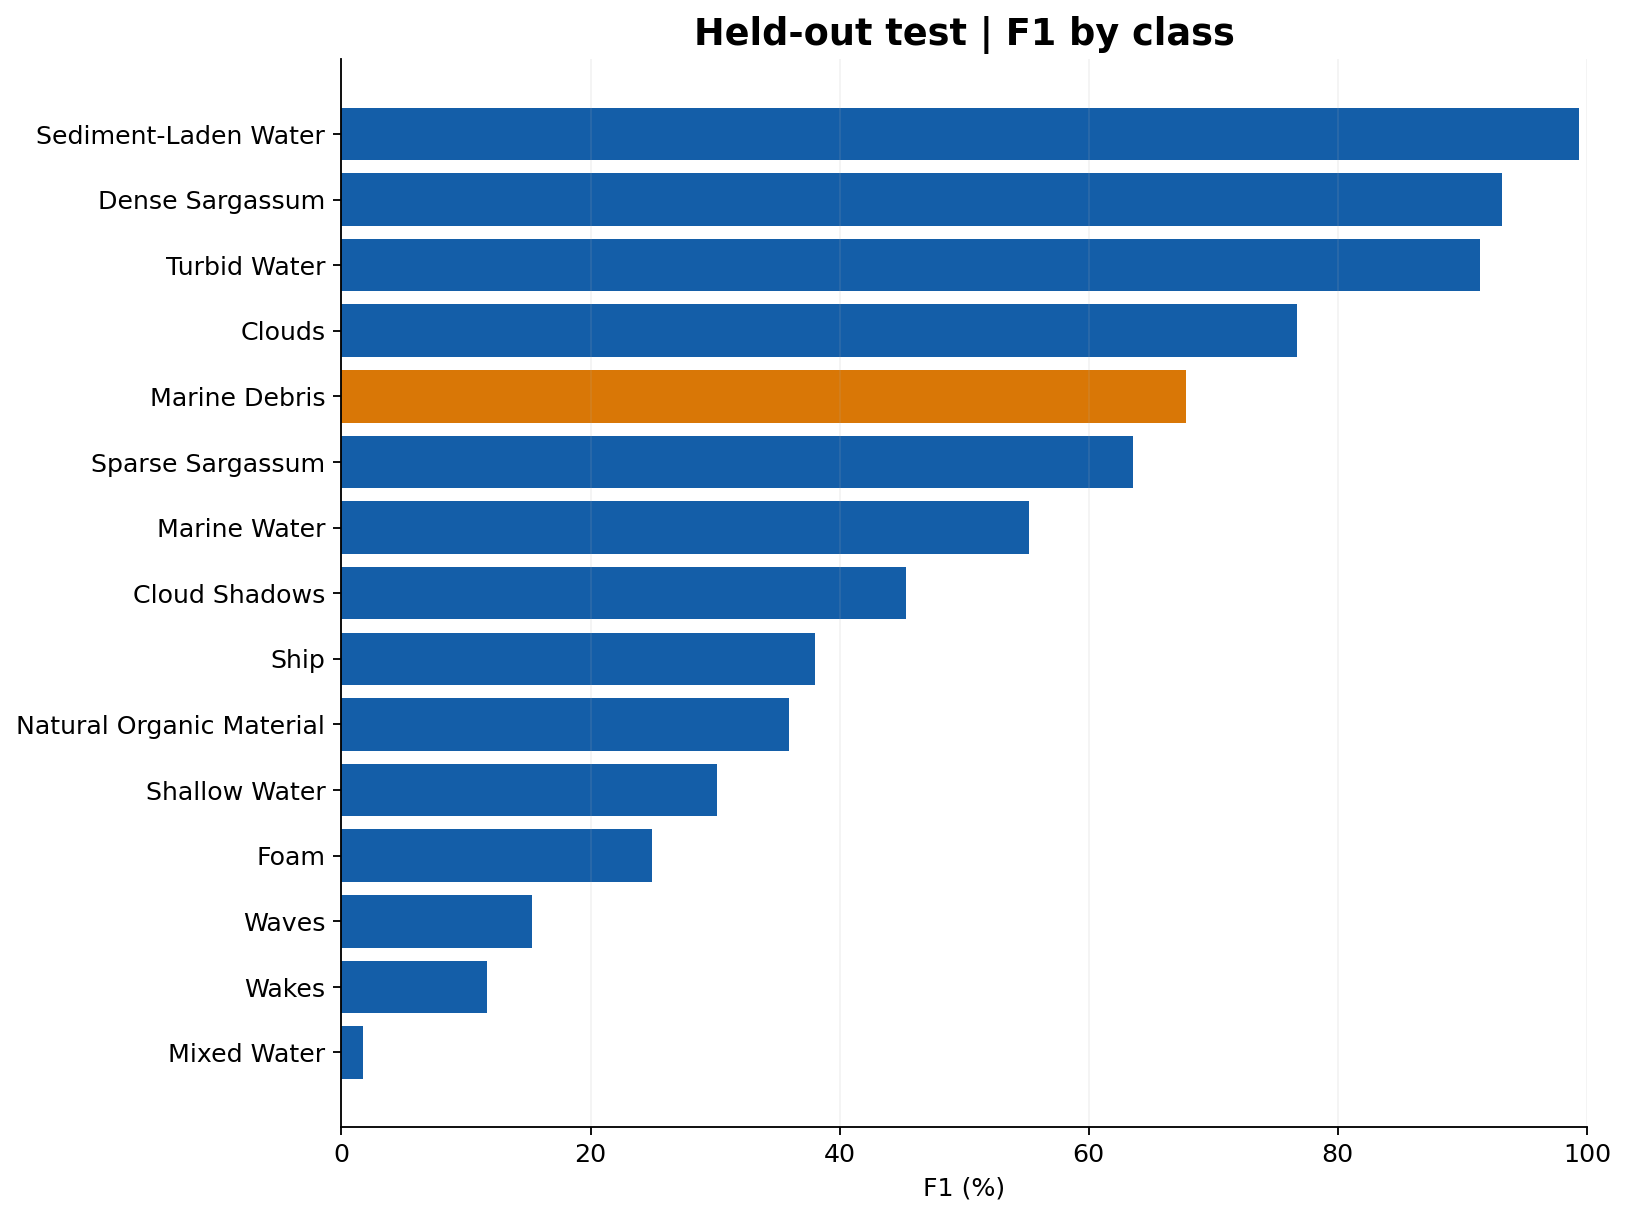 Held-out test | F1 by class
Sediment-Laden Water
Dense Sargassum
Turbid Water
Clouds
Marine Debris
Sparse Sargassum
Marine Water
Cloud Shadows
Ship
Natural Organic Material
Shallow Water
Foam
Waves
Wakes
Mixed Water
0 20 40 60 80 100
F1 (%)